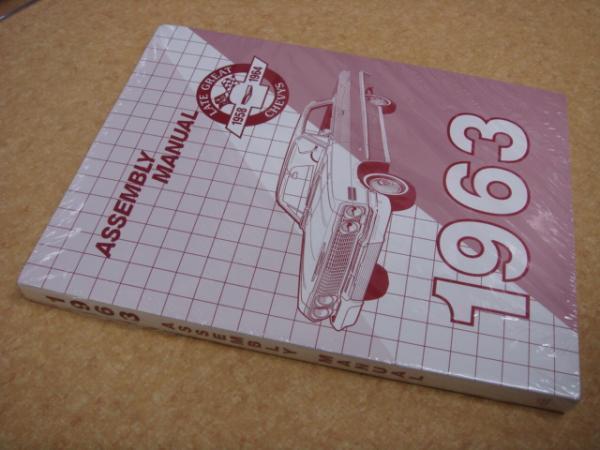 ASSEMBLY
MANUAL
LATE GREAT
CHEVYS
1958 1964
1963
1963 ASSEMBLY MANUAL